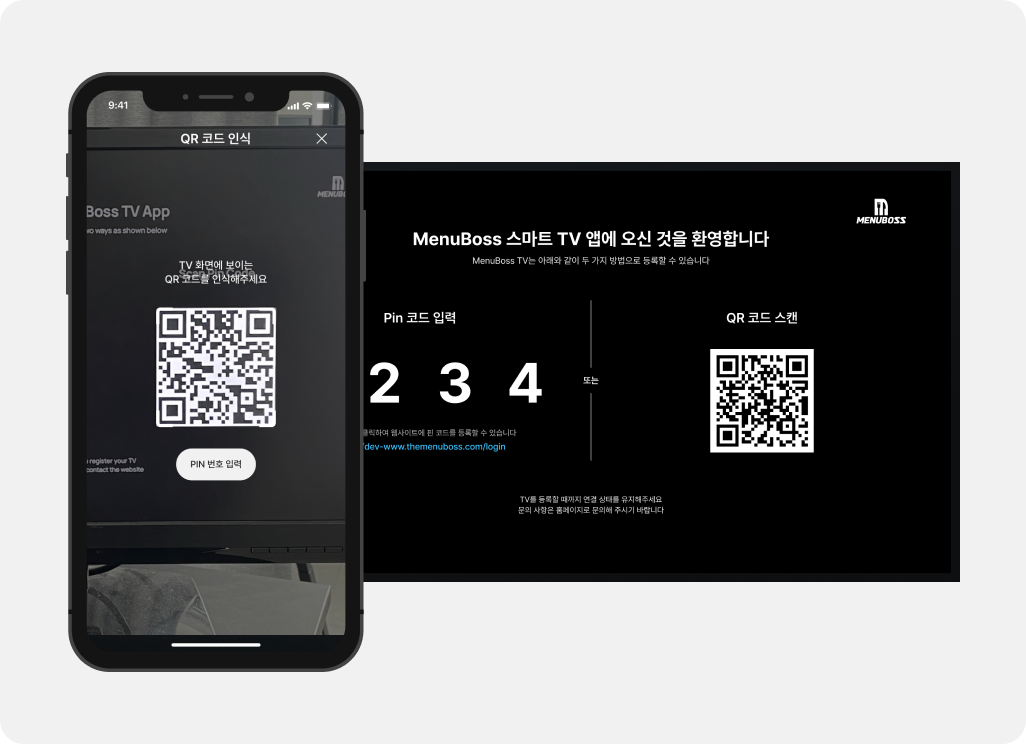 9:41
QR 코드 인식
MENUBO
Boss TV App
wo ways as shown below
Scan Pin Code
TV 화면에 보이는
QR 코드를 인식해주세요
register your TV
contact the website
PIN 번호 입력
MENUBOSS
MenuBoss 스마트 TV 앱에 오신 것을 환영합니다
MenuBoss TV는 아래와 같이 두 가지 방법으로 등록할 수 있습니다
Pin 코드 입력
2 3 4
클릭하여 웹사이트에 핀 코드를 등록할 수 있습니다
dev-www.themenuboss.com/login
또는
QR 코드 스캔
TV를 등록할 때까지 연결 상태를 유지해주세요
문의 사항은 홈페이지로 문의해 주시기 바랍니다